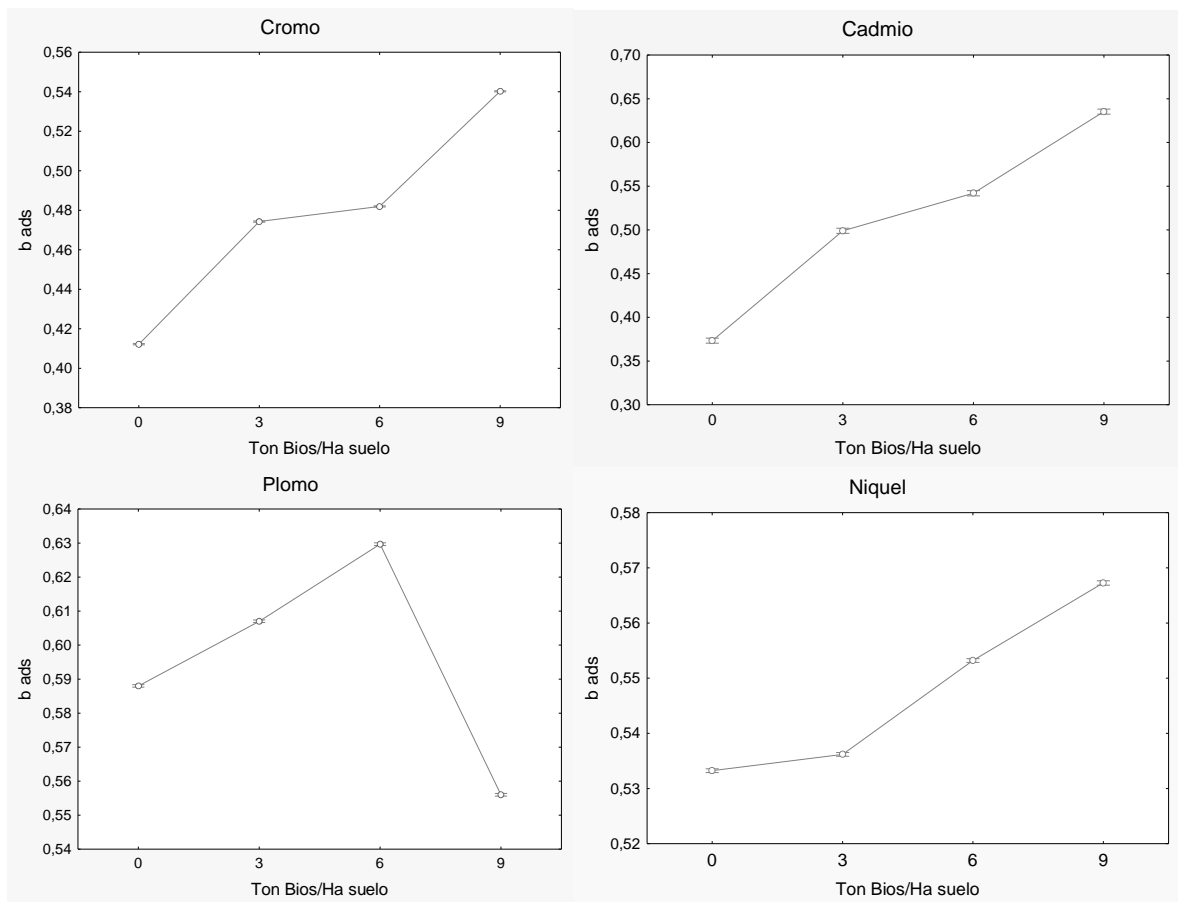 Cromo
0,56
0,54
0,52
0,50
0,48
0,46
0,44
0,42
0,40
0,38
b ads
0 3 6 9
Ton Bios/Ha suelo
Cadmio
0,70
0,65
0,60
0,55
0,50
0,45
0,40
0,35
0,30
b ads
0 3 6 9
Ton Bios/Ha suelo
Plomo
0,64
0,63
0,62
0,61
0,60
0,59
0,58
0,57
0,56
0,55
0,54
b ads
0 3 6 9
Ton Bios/Ha suelo
Niquel
0,58
0,57
0,56
0,55
0,54
0,53
0,52
b ads
0 3 6 9
Ton Bios/Ha suelo